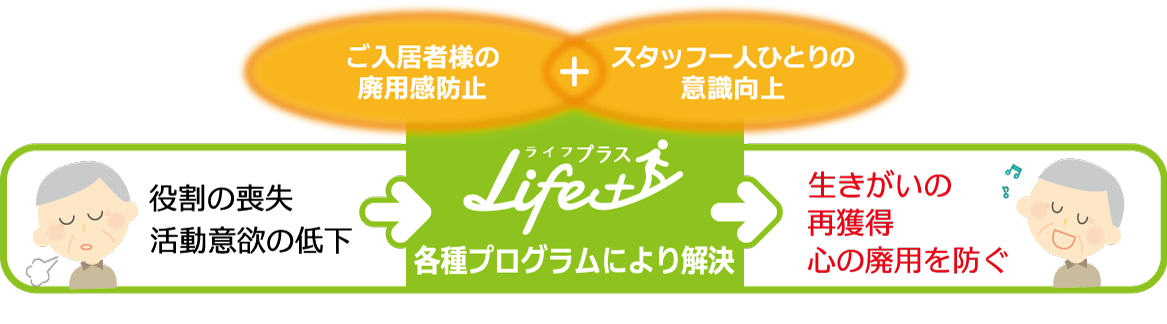 ご入居者様の
廃用感防止
+
スタッフ一人ひとりの
意識向上
役割の喪失
活動意欲の低下
ライフプラス
Life+
各種プログラムにより解決
生きがいの
再獲得
心の廃用を防ぐ